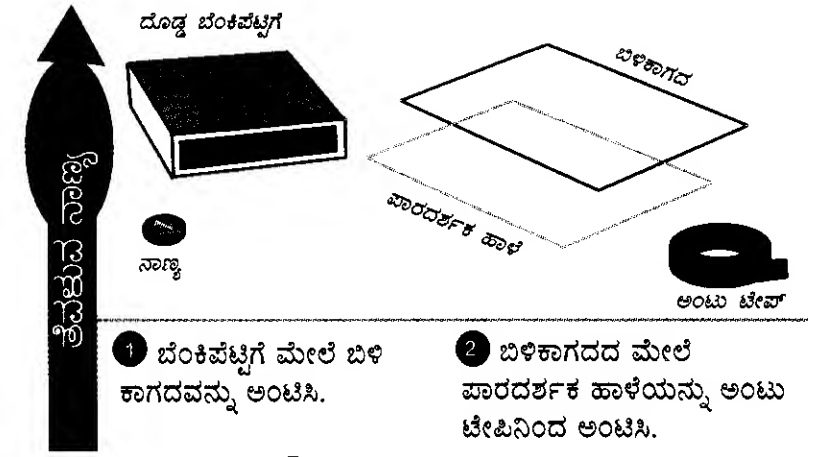 ದೊಡ್ಡ ಬೆಂಕಿಪೆಟ್ಟಿಗೆ
ಬಿಳಿಕಾಗದ
ಪಾರದರ್ಶಕ ಹಾಳೆ
ನಾಣ್ಯ
ಅಂಟು ಟೇಪ್
ನಾಣ್ಯ
1 ಬೆಂಕಿಪೆಟ್ಟಿಗೆ ಮೇಲೆ ಬಿಳಿ
ಕಾಗದವನ್ನು ಅಂಟಿಸಿ.
2 ಬಿಳಿಕಾಗದದ ಮೇಲೆ
ಪಾರದರ್ಶಕ ಹಾಳೆಯನ್ನು ಅಂಟು
ಟೇಪಿನಿಂದ ಅಂಟಿಸಿ.